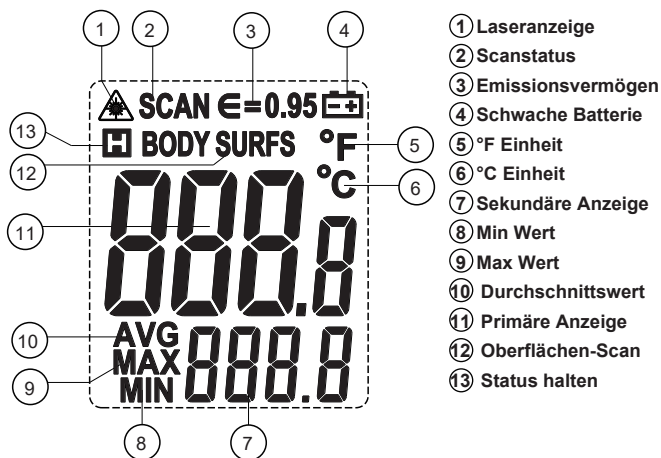 1 2 3 4
SCAN ∈=0.95
13 H BODY SURFS °F 5
12
°C 6
11 888.8
10 AVG
9 MAX 888.8
MIN
8 7
1 Laseranzeige
2 Scanstatus
3 Emissionsvermögen
4 Schwache Batterie
5 °F Einheit
6 °C Einheit
7 Sekundäre Anzeige
8 Min Wert
9 Max Wert
10 Durchschnittswert
11 Primäre Anzeige
12 Oberflächen-Scan
13 Status halten